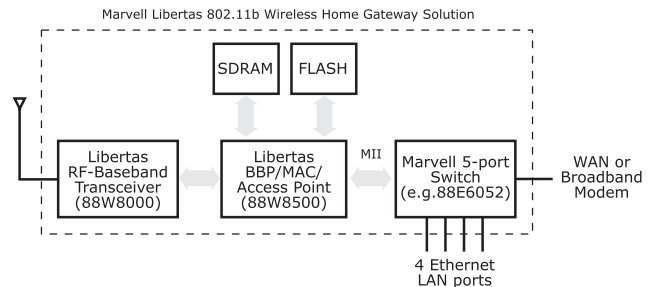 Marvell Libertas 802.11b Wireless Home Gateway Solution
SDRAM
FLASH
Libertas
RF-Baseband
Transceiver
(88W8000)
Libertas
BBP/MAC/
Access Point
(88W8500)
MII
Marvell 5-port
Switch
(e.g.88E6052)
WAN or
Broadband
Modem
4 Ethernet
LAN ports